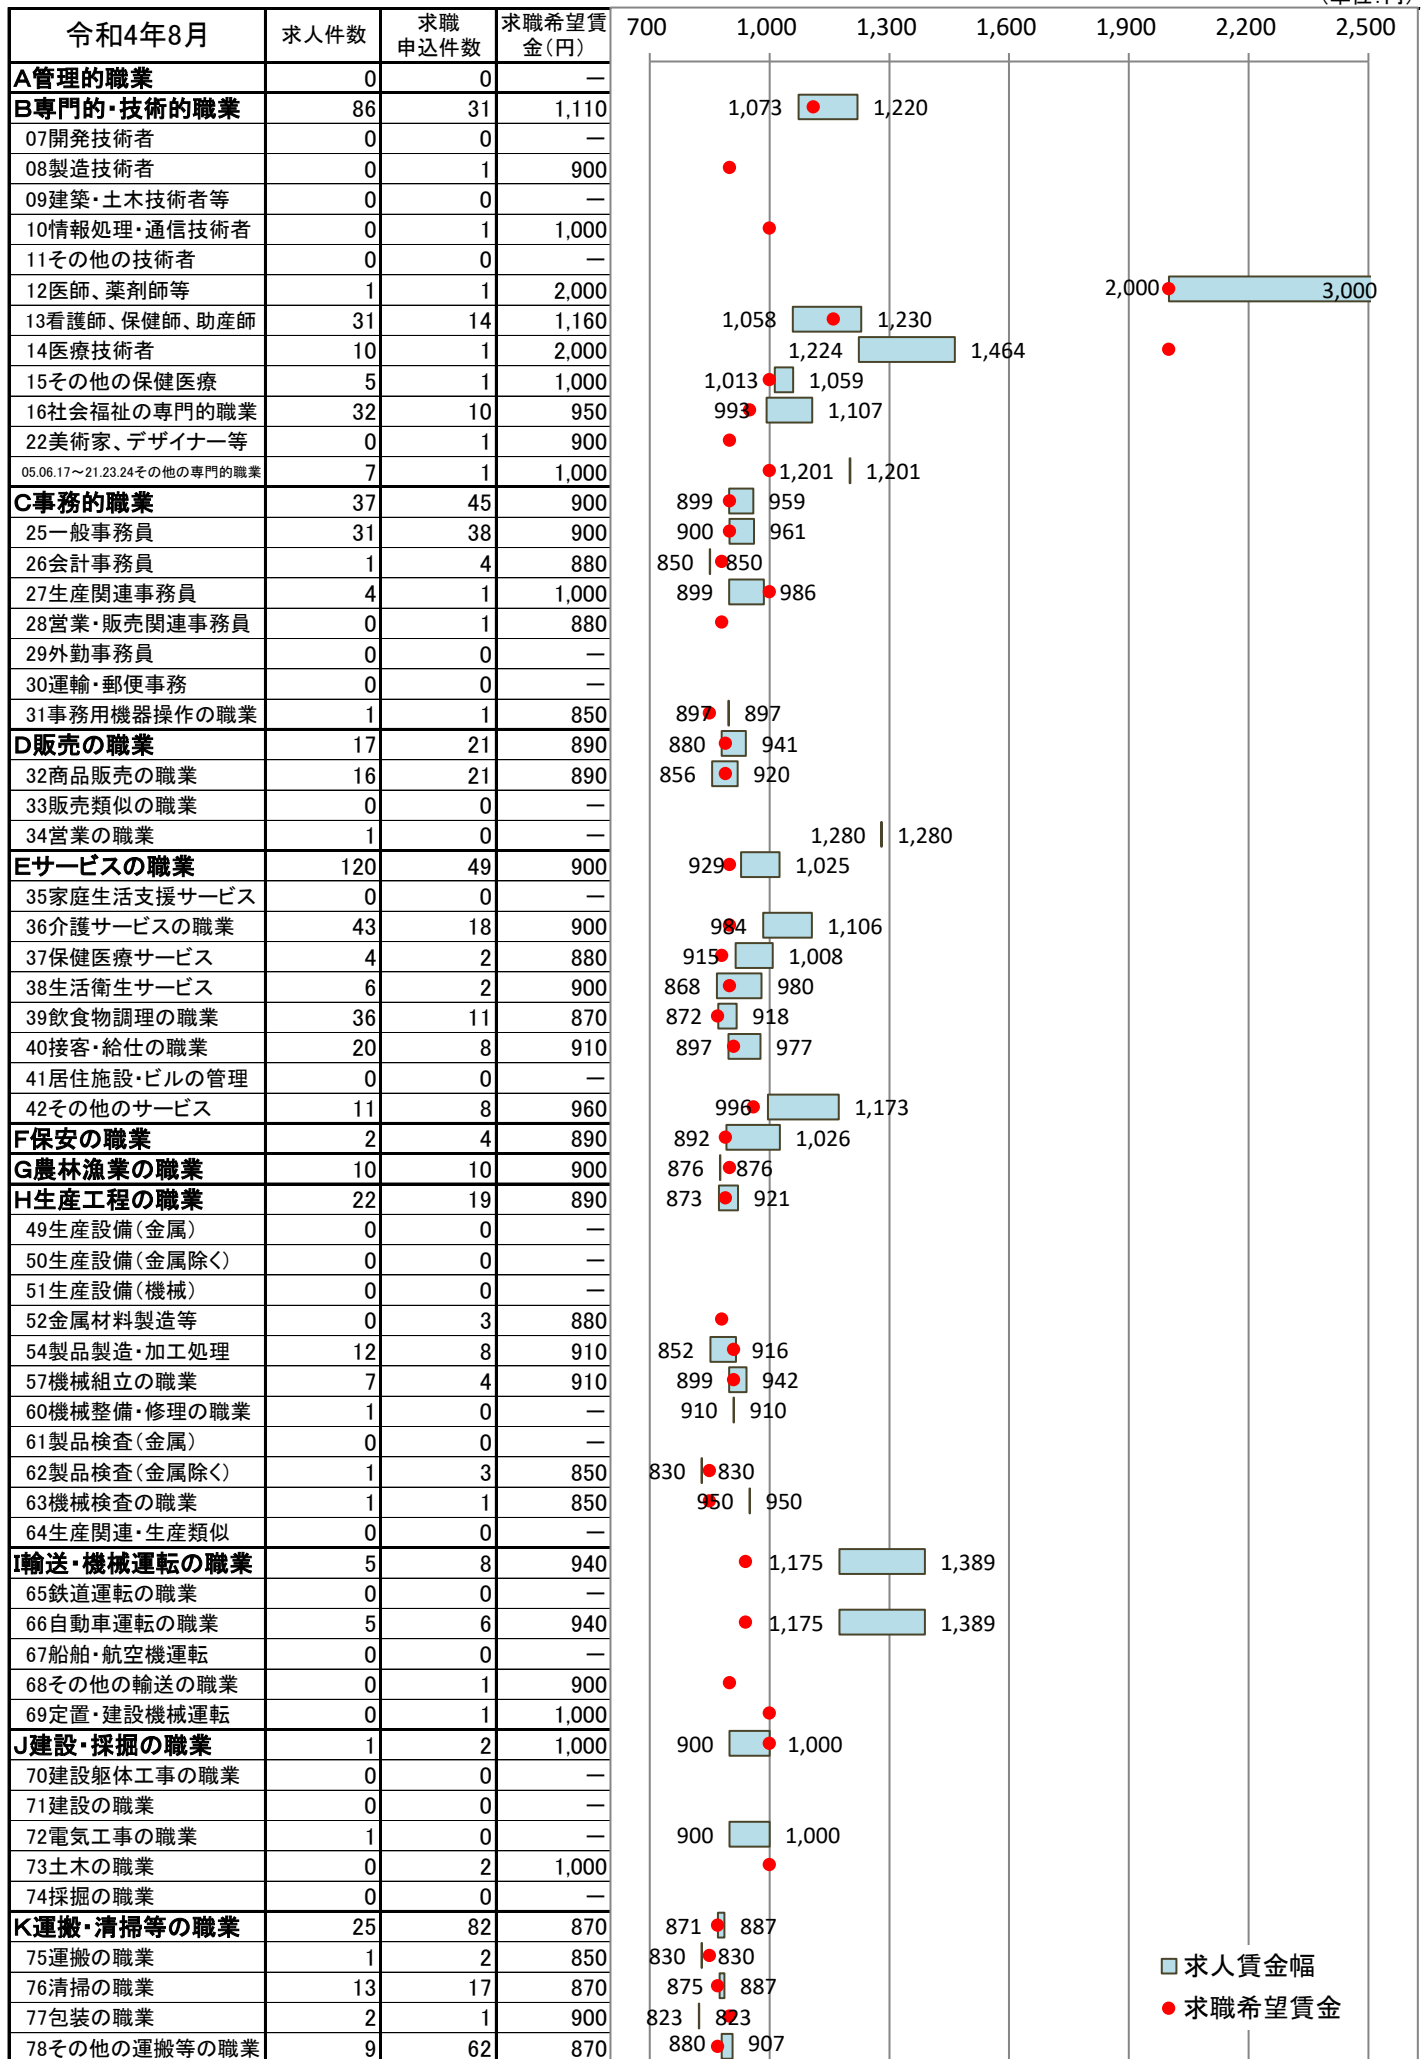 (単位:円)
令和4年8月 求人件数 求職申込件数 求職希望賃金(円) 700 1,000 1,300 1,600 1,900 2,200 2,500
A管理的職業 0 0 －
B専門的・技術的職業 86 31 1,110 1,073 1,220
07開発技術者 0 0 －
08製造技術者 0 1 900
09建築・土木技術者等 0 0 －
10情報処理・通信技術者 0 1 1,000
11その他の技術者 0 0 －
12医師、薬剤師等 1 1 2,000 2,000 3,000
13看護師、保健師、助産師 31 14 1,160 1,058 1,230
14医療技術者 10 1 2,000 1,224 1,464
15その他の保健医療 5 1 1,000 1,013 1,059
16社会福祉の専門的職業 32 10 950 993 1,107
22美術家、デザイナー等 0 1 900
05.06.17～21.23.24その他の専門的職業 7 1 1,000 1,201 1,201
C事務的職業 37 45 900 899 959
25一般事務員 31 38 900 900 961
26会計事務員 1 4 880 850 850
27生産関連事務員 4 1 1,000 899 986
28営業・販売関連事務員 0 1 880
29外勤事務員 0 0 －
30運輸・郵便事務 0 0 －
31事務用機器操作の職業 1 1 850 897 897
D販売の職業 17 21 890 880 941
32商品販売の職業 16 21 890 856 920
33販売類似の職業 0 0 －
34営業の職業 1 0 － 1,280 1,280
Eサービスの職業 120 49 900 929 1,025
35家庭生活支援サービス 0 0 －
36介護サービスの職業 43 18 900 984 1,106
37保健医療サービス 4 2 880 915 1,008
38生活衛生サービス 6 2 900 868 980
39飲食物調理の職業 36 11 870 872 918
40接客・給仕の職業 20 8 910 897 977
41居住施設・ビルの管理 0 0 －
42その他のサービス 11 8 960 996 1,173
F保安の職業 2 4 890 892 1,026
G農林漁業の職業 10 10 900 876 876
H生産工程の職業 22 19 890 873 921
49生産設備(金属) 0 0 －
50生産設備(金属除く) 0 0 －
51生産設備(機械) 0 0 －
52金属材料製造等 0 3 880
54製品製造・加工処理 12 8 910 852 916
57機械組立の職業 7 4 910 899 942
60機械整備・修理の職業 1 0 － 910 910
61製品検査(金属) 0 0 －
62製品検査(金属除く) 1 3 850 830 830
63機械検査の職業 1 1 850 950 950
64生産関連・生産類似 0 0 －
I輸送・機械運転の職業 5 8 940 1,175 1,389
65鉄道運転の職業 0 0 －
66自動車運転の職業 5 6 940 1,175 1,389
67船舶・航空機運転 0 0 －
68その他の輸送の職業 0 1 900
69定置・建設機械運転 0 1 1,000
J建設・採掘の職業 1 2 1,000 900 1,000
70建設躯体工事の職業 0 0 －
71建設の職業 0 0 －
72電気工事の職業 1 0 － 900 1,000
73土木の職業 0 2 1,000
74採掘の職業 0 0 －
K運搬・清掃等の職業 25 82 870 871 887
75運搬の職業 1 2 850 830 830
76清掃の職業 13 17 870 875 887
77包装の職業 2 1 900 823 823
78その他の運搬等の職業 9 62 870 880 907
求人賃金幅
求職希望賃金